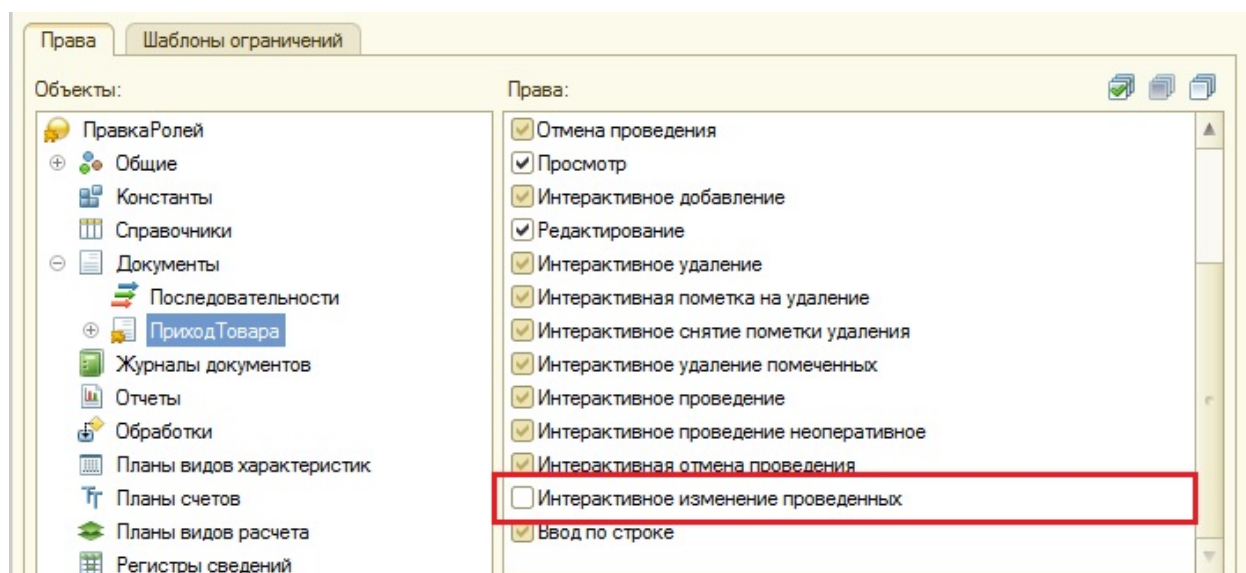 Права
Шаблоны ограничений
Объекты:
ПравкаРолей
Общие
Константы
Справочники
Документы
Последовательности
ПриходТовара
Журналы документов
Отчеты
Обработки
Планы видов характеристик
Планы счетов
Планы видов расчета
Регистры сведений
Права:
Отмена проведения
Просмотр
Интерактивное добавление
Редактирование
Интерактивное удаление
Интерактивная пометка на удаление
Интерактивное снятие пометки удаления
Интерактивное удаление помеченных
Интерактивное проведение
Интерактивное проведение неоперативное
Интерактивная отмена проведения
Интерактивное изменение проведенных
Ввод по строке